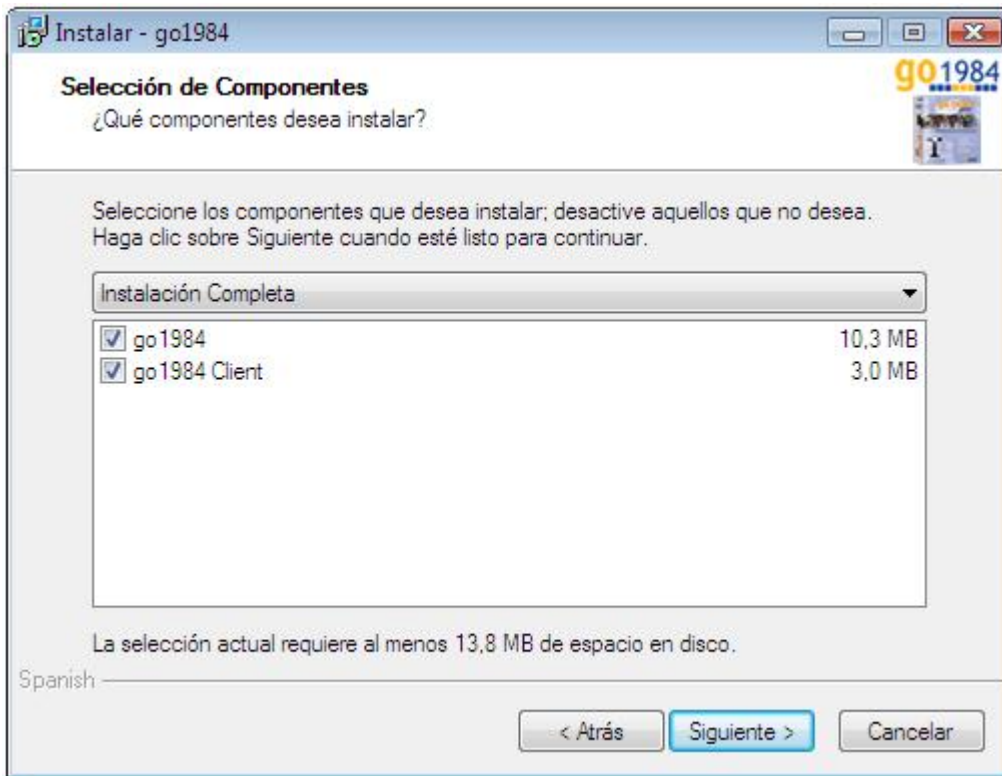 Instalar - go1984
Selección de Componentes
¿Qué componentes desea instalar?
go1984
Seleccione los componentes que desea instalar; desactive aquellos que no desea.
Haga clic sobre Siguiente cuando esté listo para continuar.
Instalación Completa
go1984 10,3 MB
go1984 Client 3,0 MB
La selección actual requiere al menos 13,8 MB de espacio en disco.
Spanish
< Atrás Siguiente > Cancelar